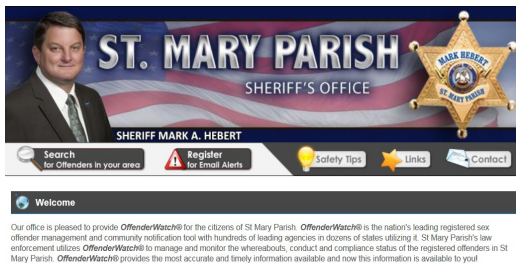 ST. MARY PARISH
SHERIFF'S OFFICE
MARK HEBERT
ST. MARY PARISH
SHERIFF MARK A. HEBERT
Search
for Offenders in your area
Register
for Email Alerts
Safety Tips
Links
Contact
Welcome
Our office is pleased to provide OffenderWatch® for the citizens of St Mary Parish. OffenderWatch® is the nation's leading registered sex
offender management and community notification tool with hundreds of leading agencies in dozens of states utilizing it. St Mary Parish's law
enforcement utilizes OffenderWatch® to manage and monitor the whereabouts, conduct and compliance status of the registered offenders in St
Mary Parish. OffenderWatch® provides the most accurate and timely information available and now this information is available to you!